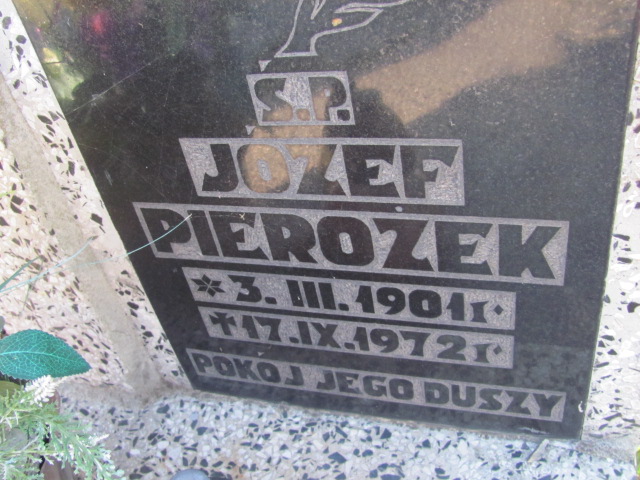 Ś.P.
JÓZEF
PIEROŻEK
✳ 3. III. 1901 r.
✝ 17. IX. 1972 r.
POKÓJ JEGO DUSZY